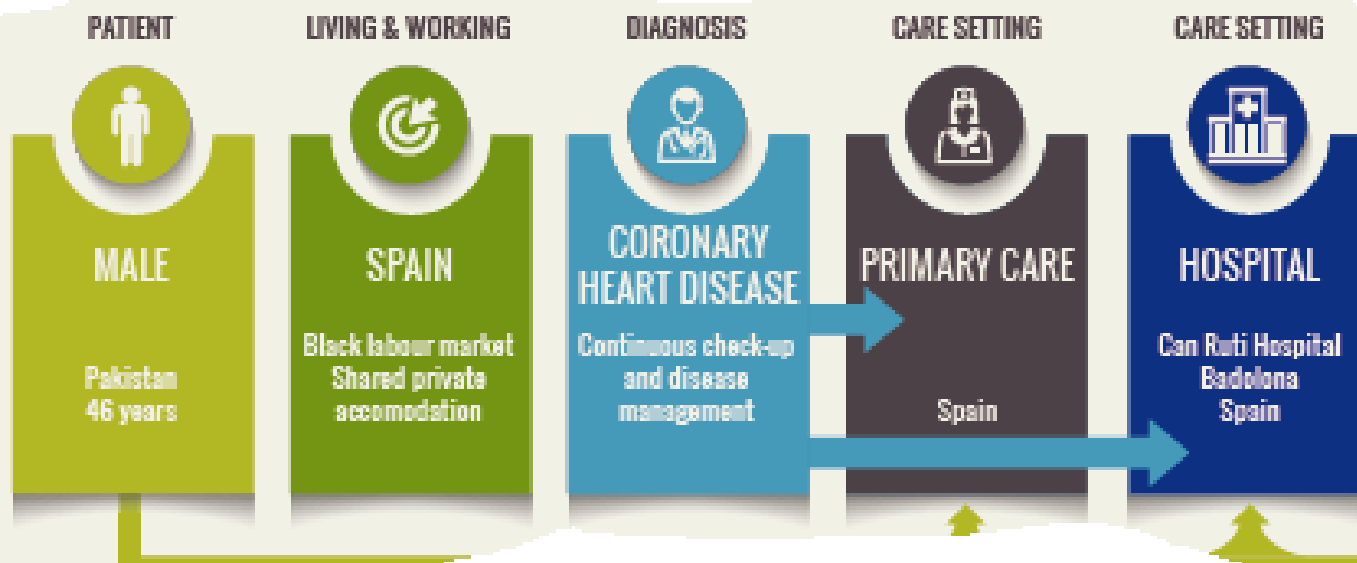 PATIENT
LIVING & WORKING
DIAGNOSIS
CARE SETTING
CARE SETTING
MALE
Pakistan
46 years
SPAIN
Black labour market
Shared private
accomodation
CORONARY
HEART DISEASE
Continuous check-up
and disease
management
PRIMARY CARE
Spain
HOSPITAL
Can Ruti Hospital
Badolona
Spain